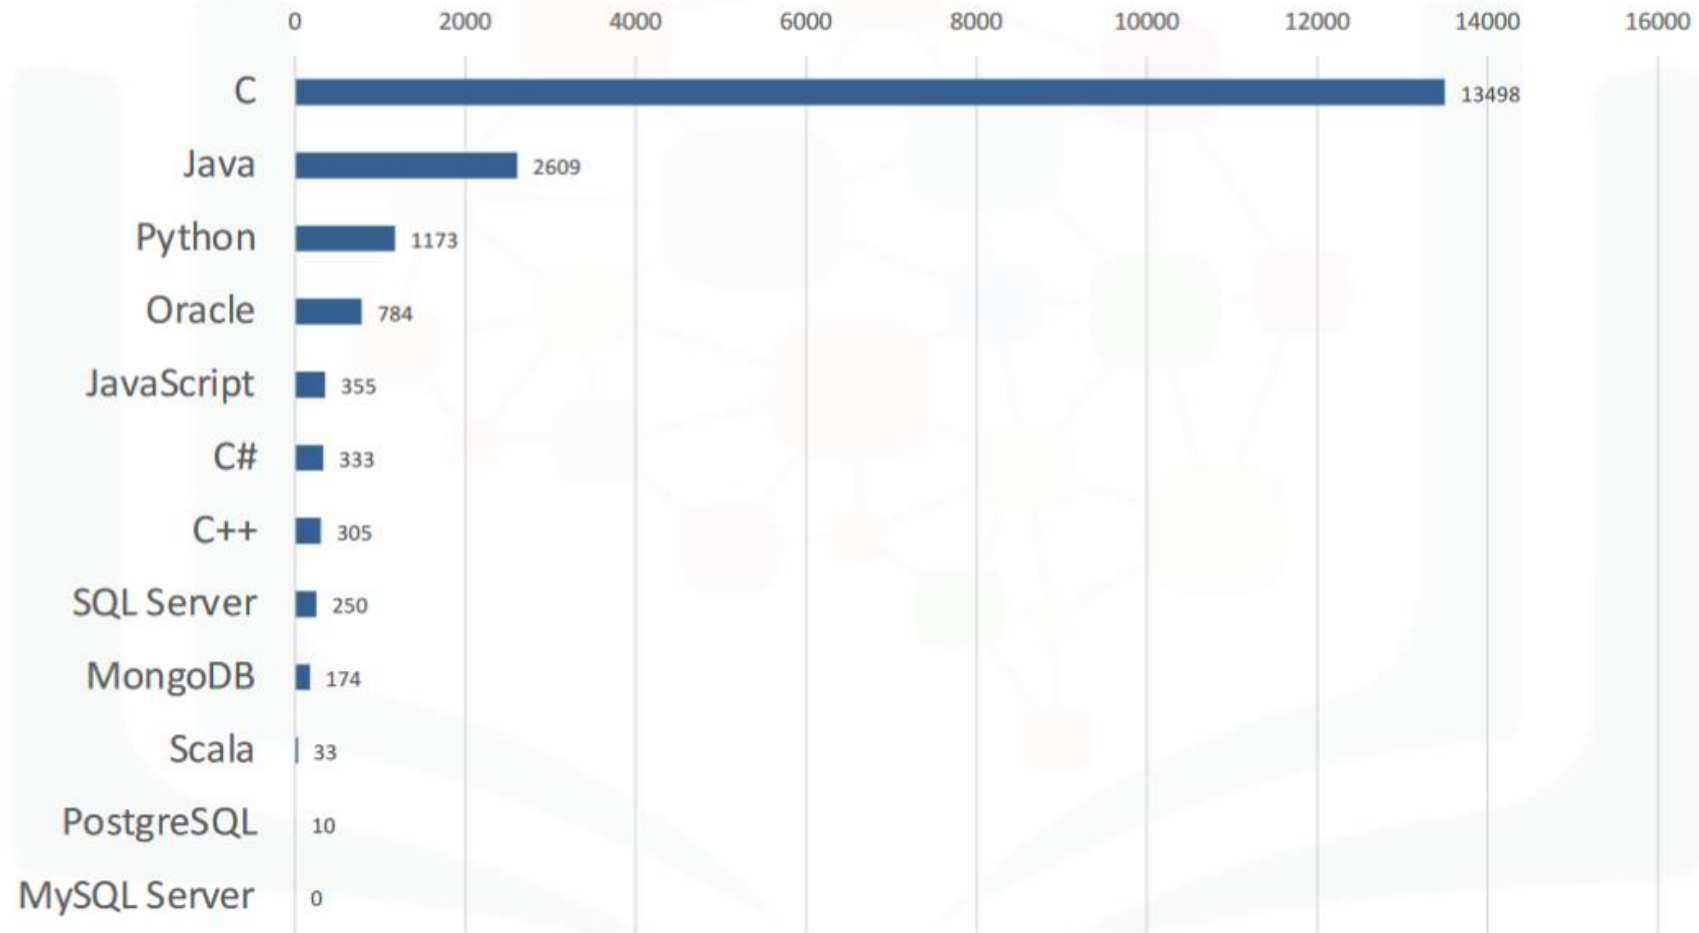 0 2000 4000 6000 8000 10000 12000 14000 16000
C 13498
Java 2609
Python 1173
Oracle 784
JavaScript 355
C# 333
C++ 305
SQL Server 250
MongoDB 174
Scala 33
PostgreSQL 10
MySQL Server 0